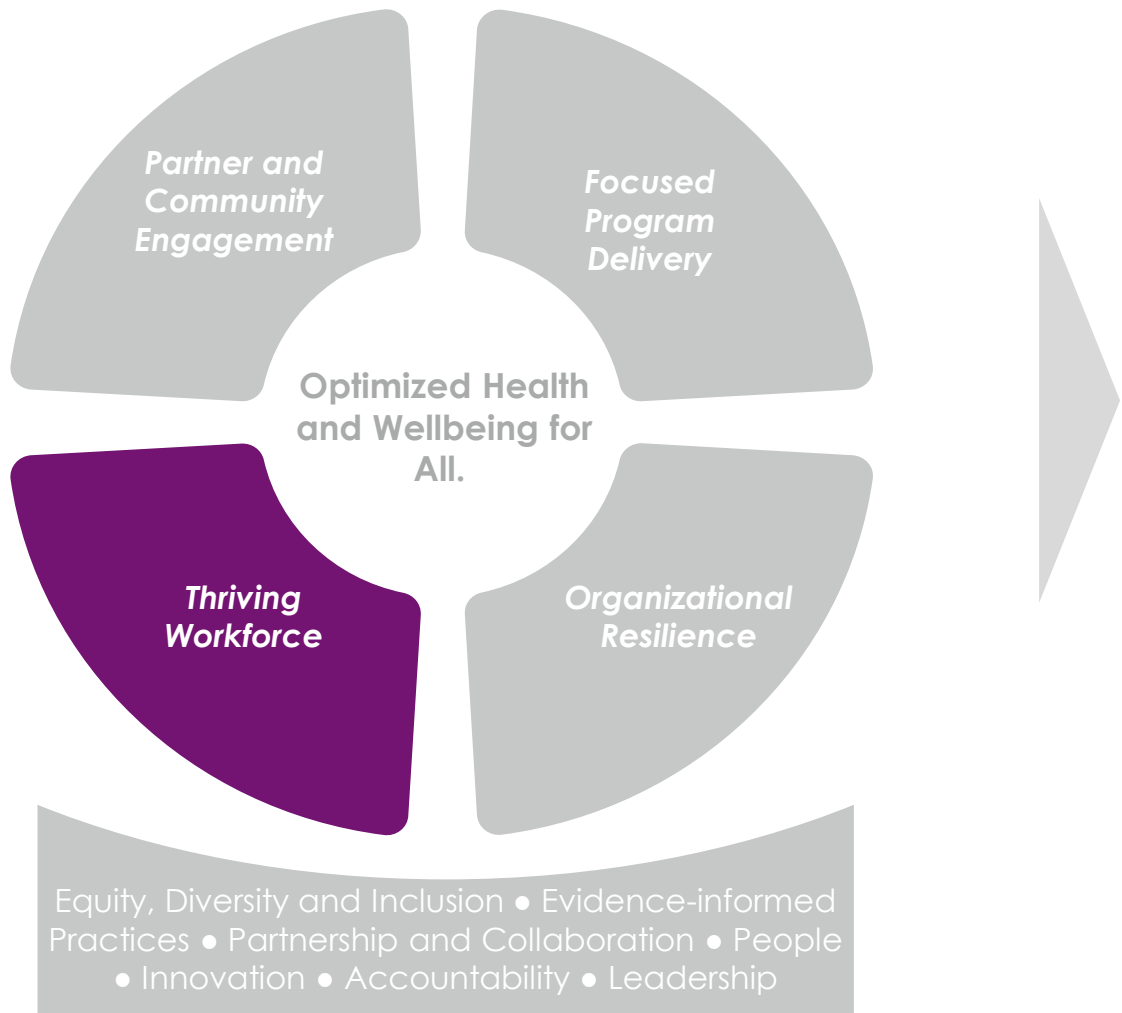 Partner and
Community
Engagement
Focused
Program
Delivery
Optimized Health
and Wellbeing for
All.
Thriving
Workforce
Organizational
Resilience
Equity, Diversity and Inclusion ● Evidence-informed
Practices ● Partnership and Collaboration ● People
● Innovation ● Accountability ● Leadership